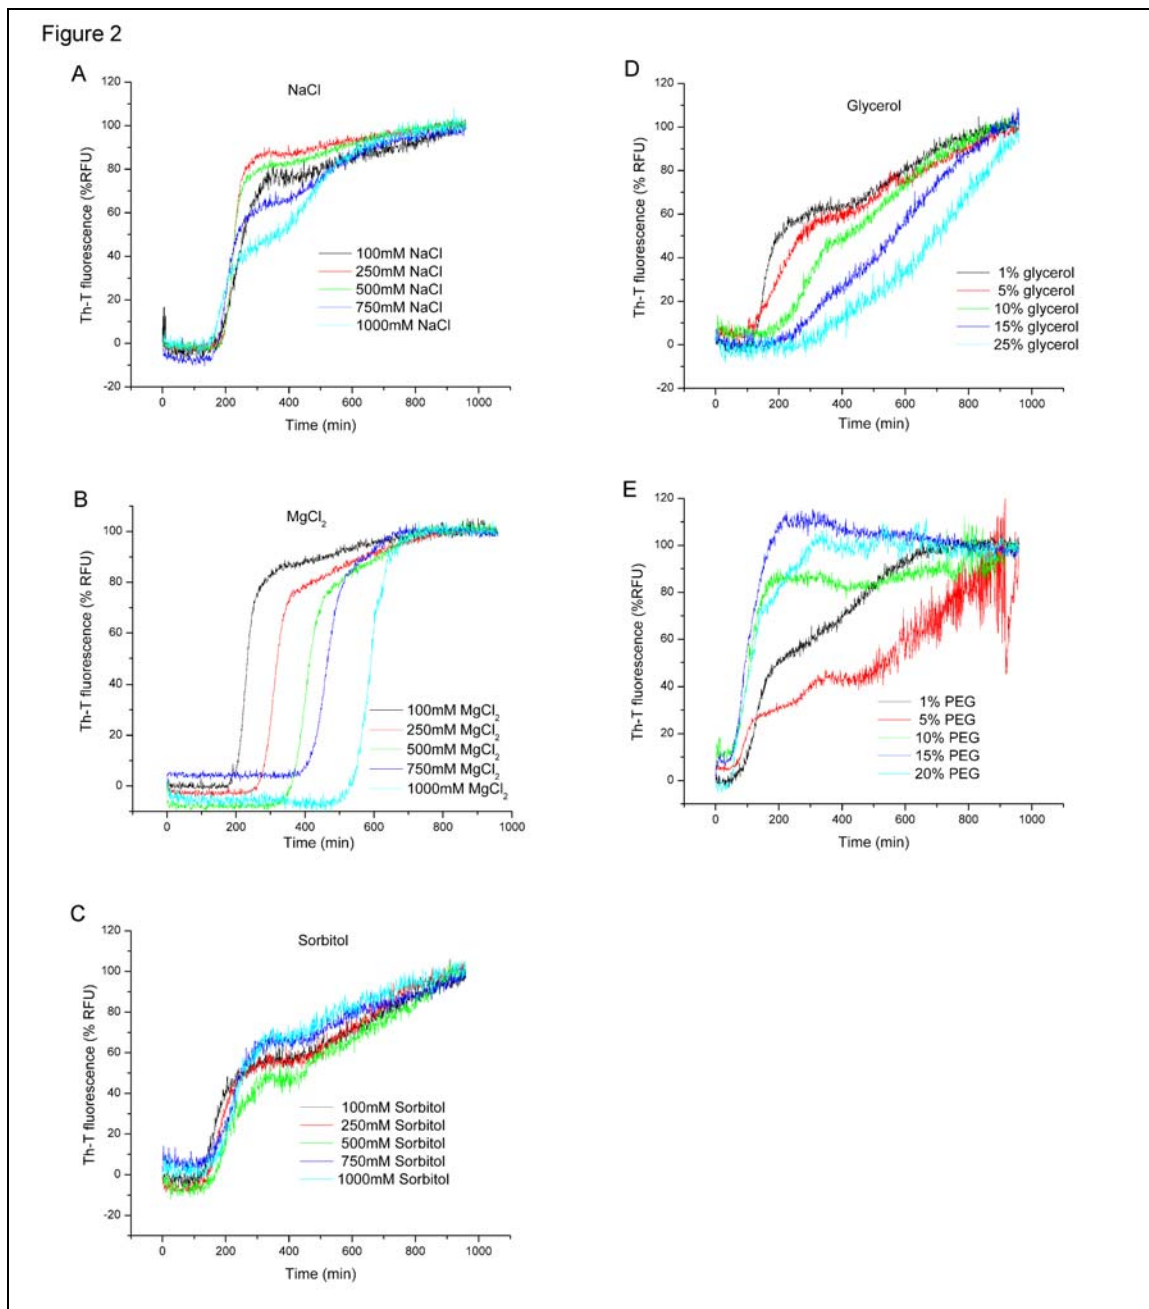 Figure 2
A
NaCl
Th-T fluorescence (%RFU)
120
100
80
60
40
20
0
-20
100mM NaCl
250mM NaCl
500mM NaCl
750mM NaCl
1000mM NaCl
0 200 400 600 800 1000
Time (min)
B
MgCl₂
Th-T fluorescence (% RFU)
100
80
60
40
20
0
100mM MgCl₂
250mM MgCl₂
500mM MgCl₂
750mM MgCl₂
1000mM MgCl₂
0 200 400 600 800 1000
Time (min)
C
Sorbitol
Th-T fluorescence (% RFU)
120
100
80
60
40
20
0
-20
100mM Sorbitol
250mM Sorbitol
500mM Sorbitol
750mM Sorbitol
1000mM Sorbitol
0 200 400 600 800 1000
Time (min)
D
Glycerol
Th-T fluorescence (% RFU)
120
100
80
60
40
20
0
-20
1% glycerol
5% glycerol
10% glycerol
15% glycerol
25% glycerol
0 200 400 600 800 1000
Time (min)
E
Th-T fluorescence (%RFU)
120
100
80
60
40
20
0
1% PEG
5% PEG
10% PEG
15% PEG
20% PEG
0 200 400 600 800 1000
Time (min)